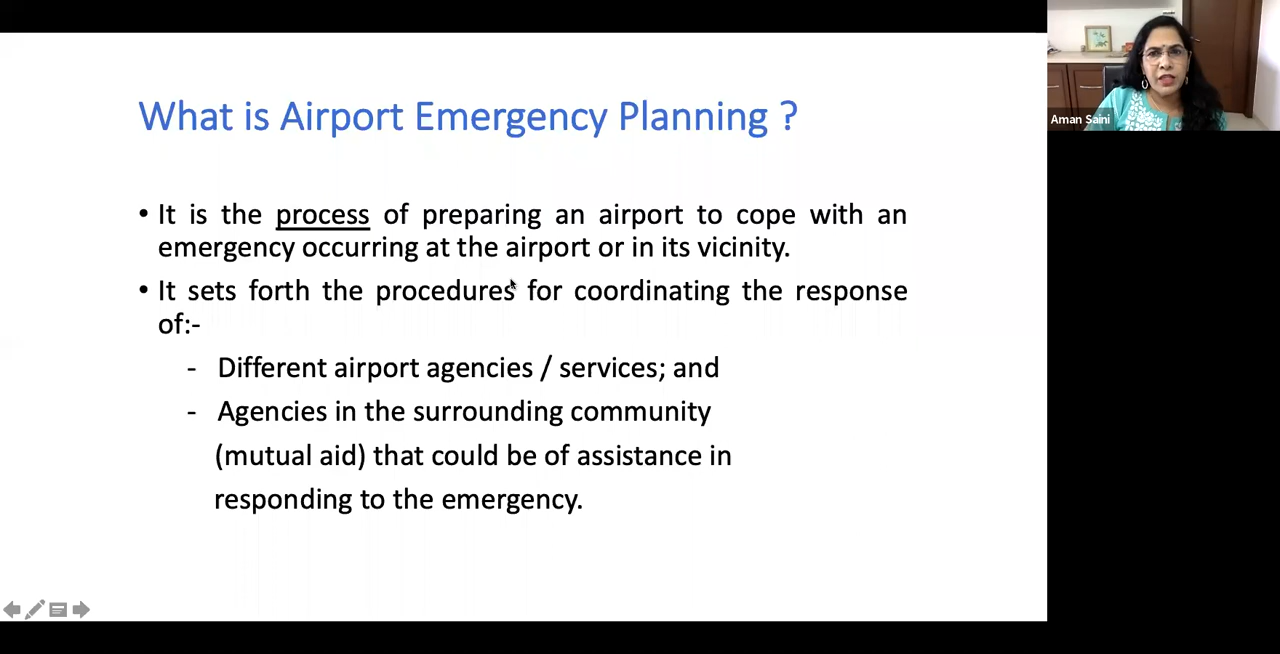 What is Airport Emergency Planning ?
• It is the process of preparing an airport to cope with an
emergency occurring at the airport or in its vicinity.
• It sets forth the procedures for coordinating the response
of:-
- Different airport agencies / services; and
- Agencies in the surrounding community
(mutual aid) that could be of assistance in
responding to the emergency.
Aman Saini